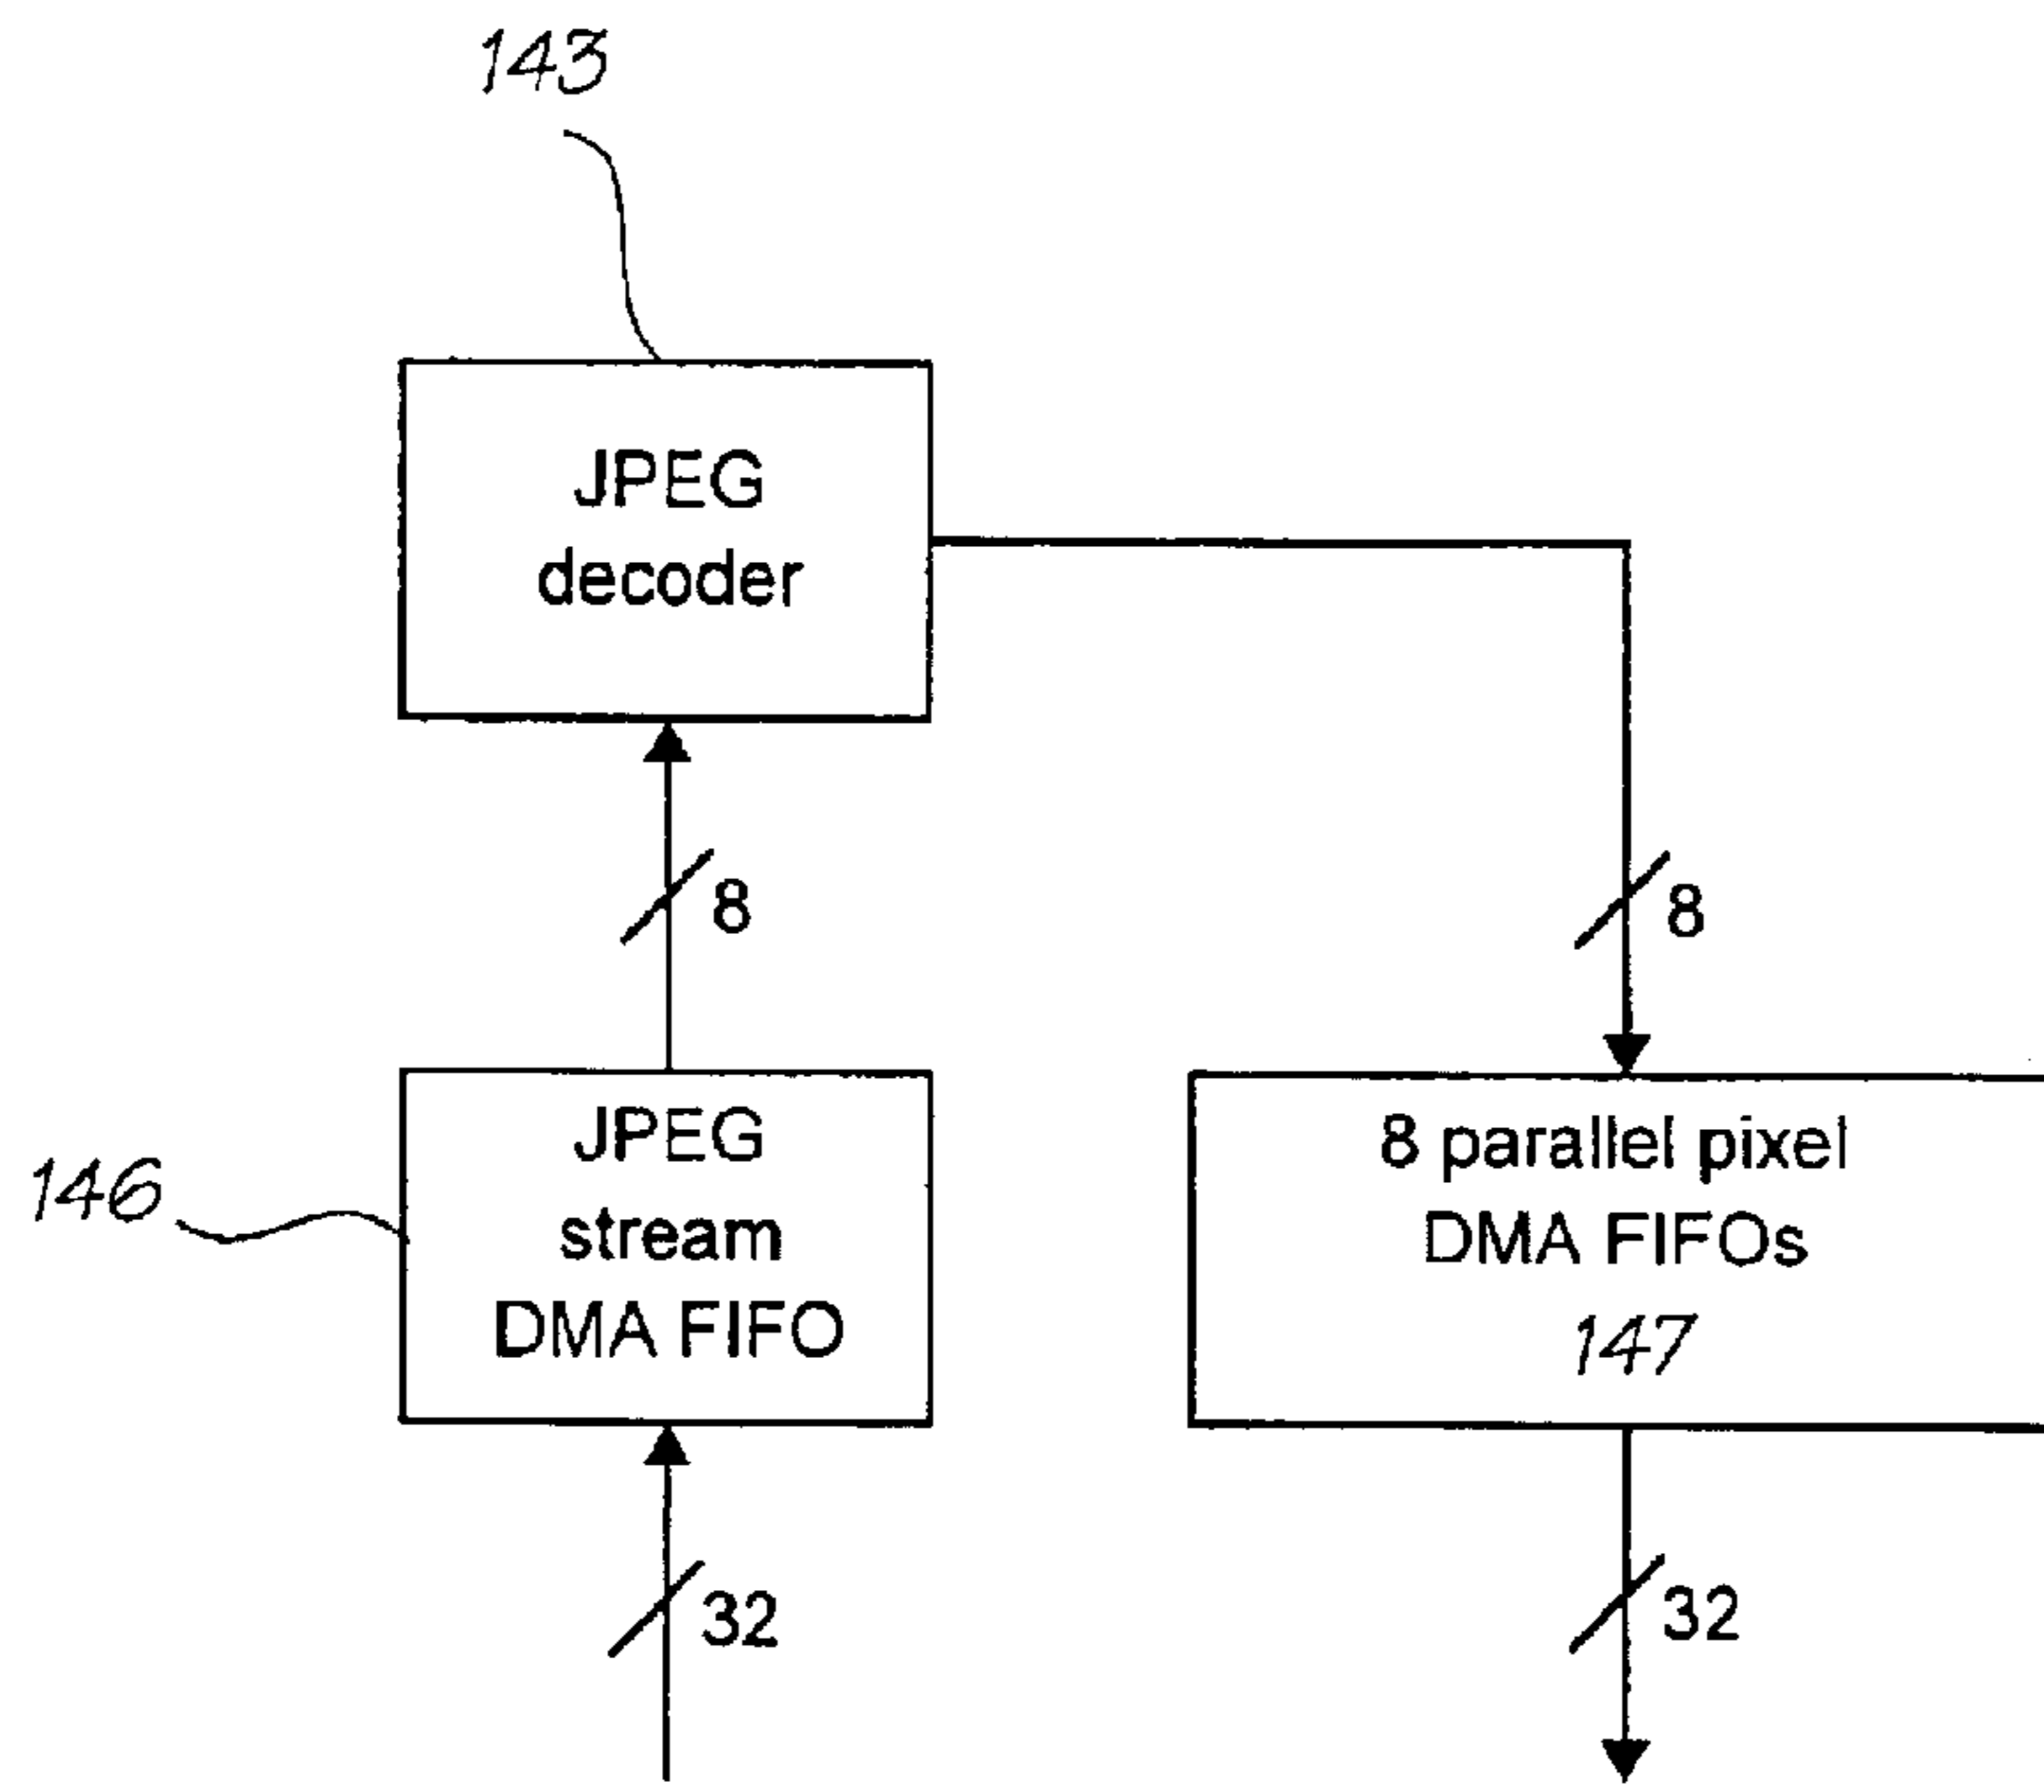 143
JPEG
decoder
8
8
JPEG
stream
DMA FIFO
146
8 parallel pixel
DMA FIFOs
147
32
32